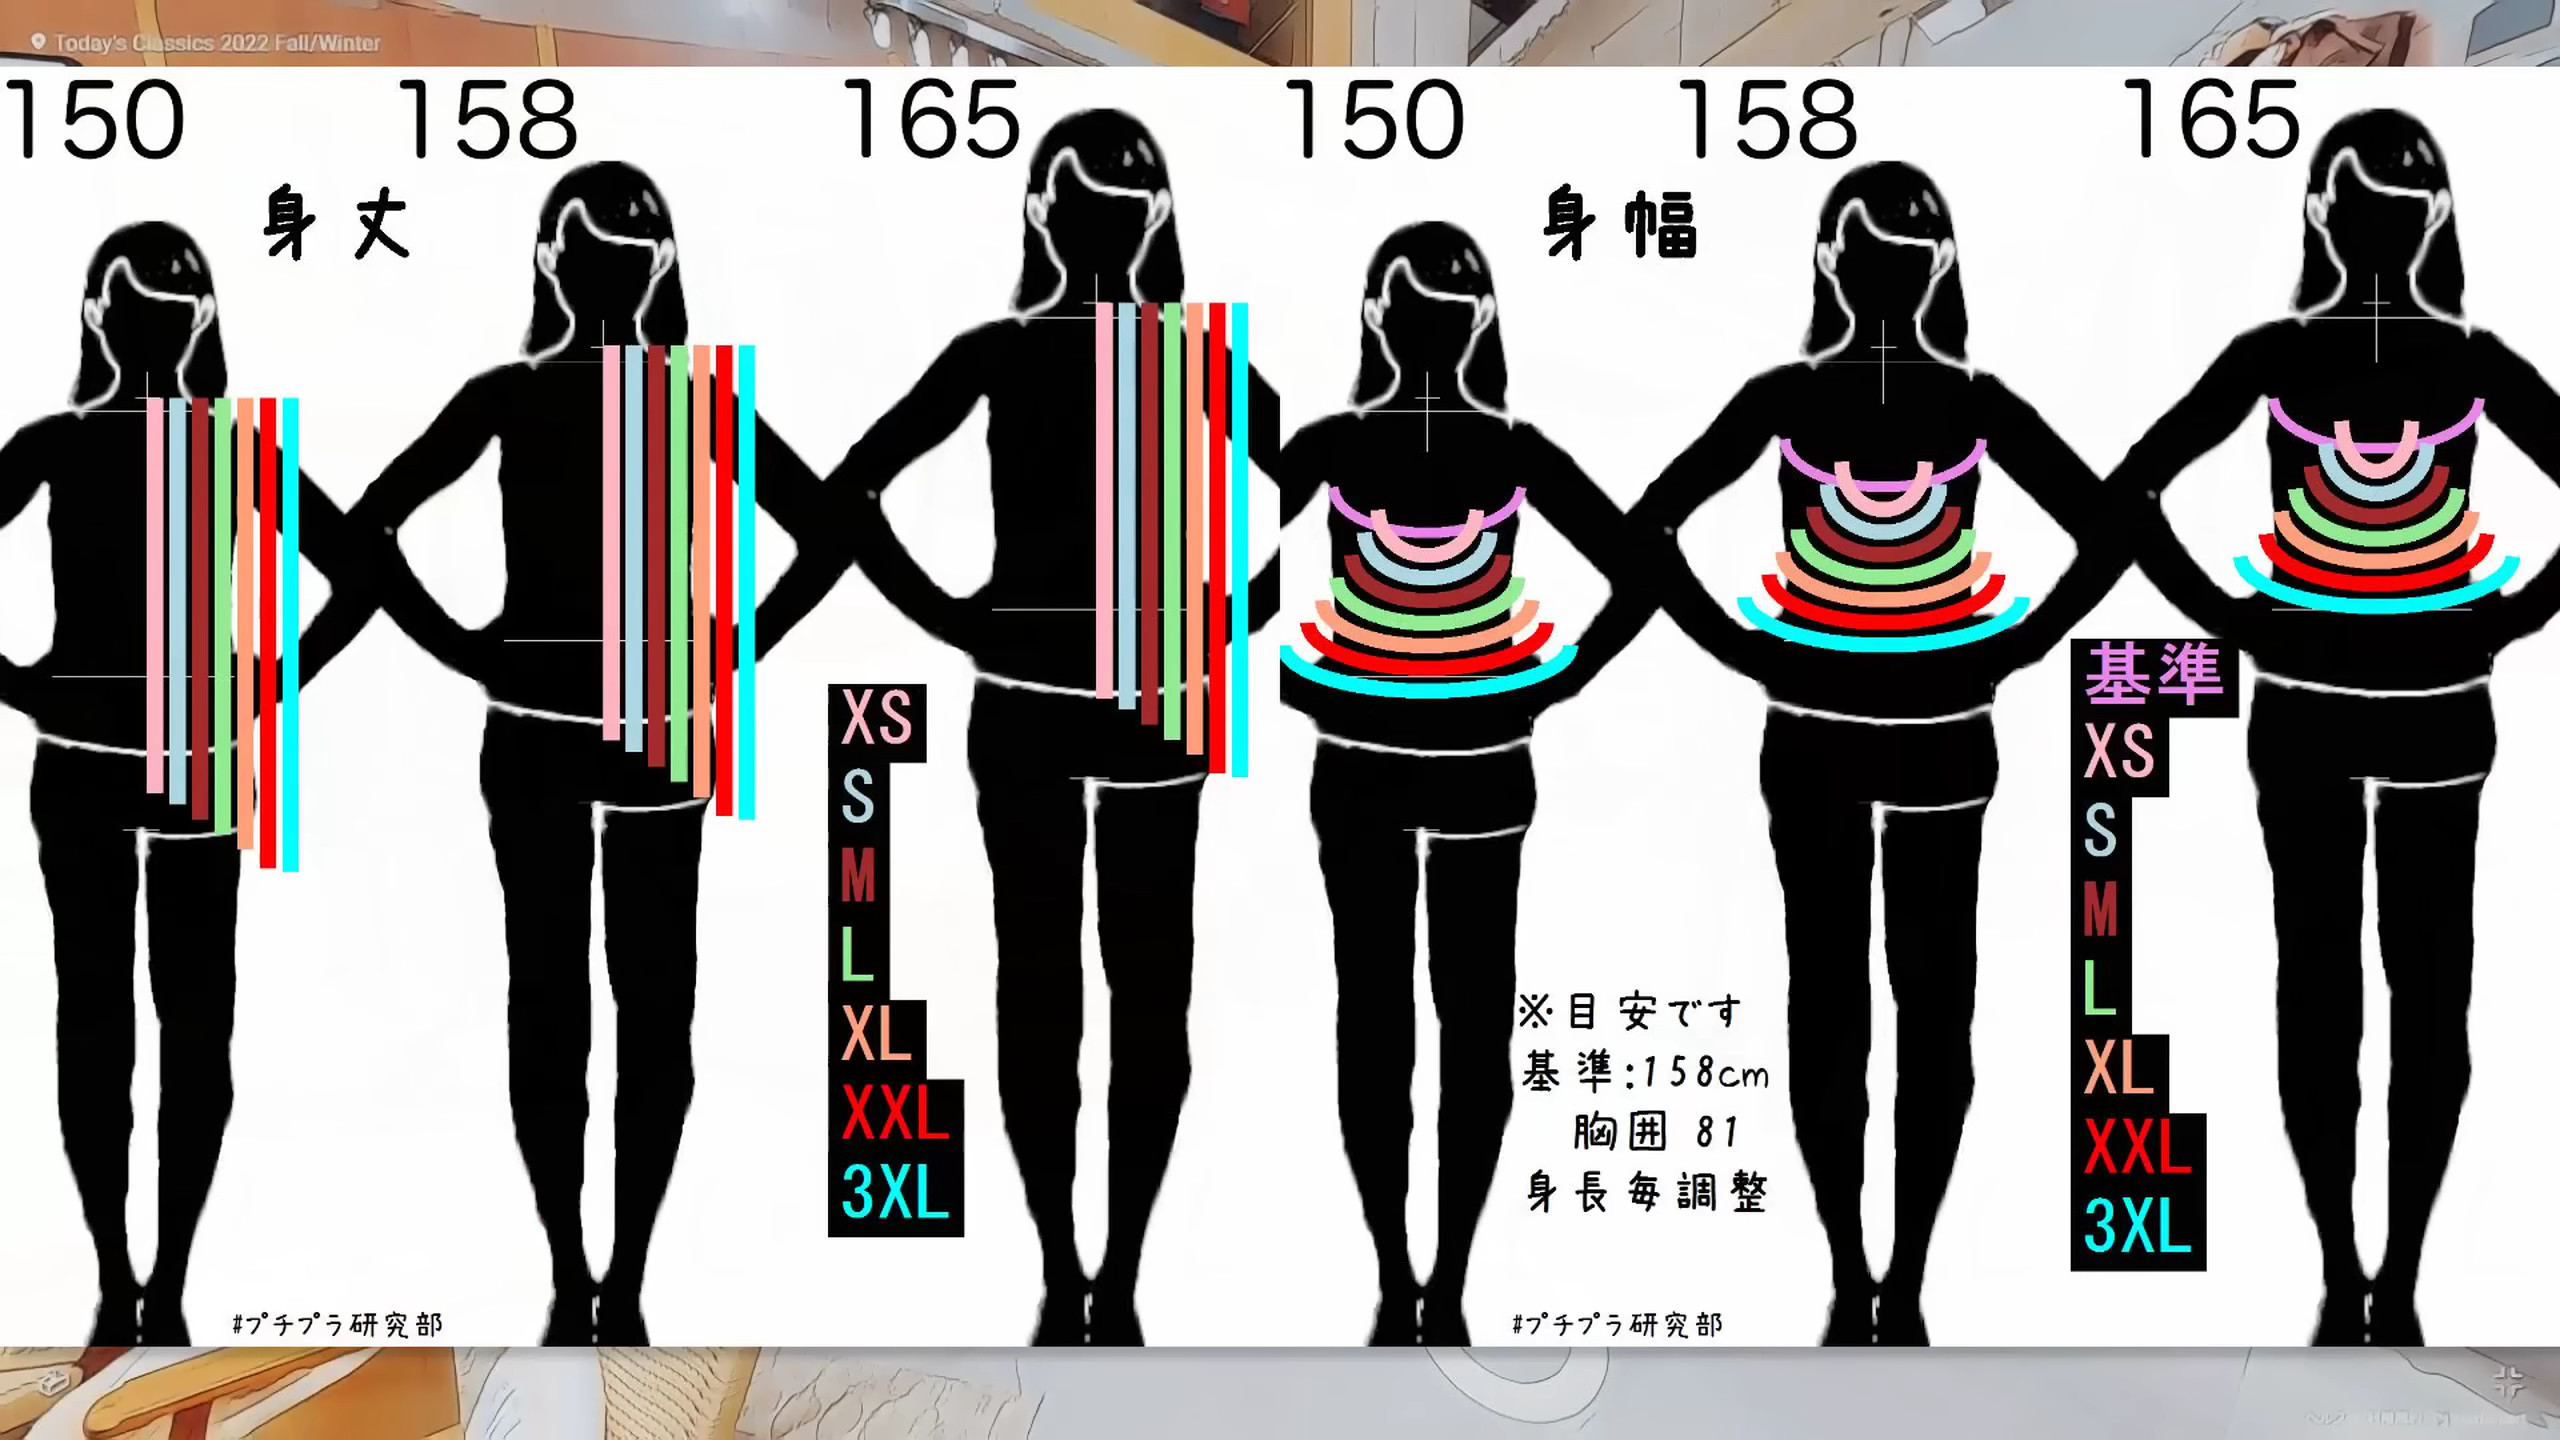 Today's Classics 2022 Fall/Winter
150
158
165
身丈
XS
S
M
L
XL
XXL
3XL
#プチプラ研究部
150
158
165
身幅
基準
XS
S
M
L
XL
XXL
3XL
※目安です
基準:158cm
胸囲 81
身長毎調整
#プチプラ研究部